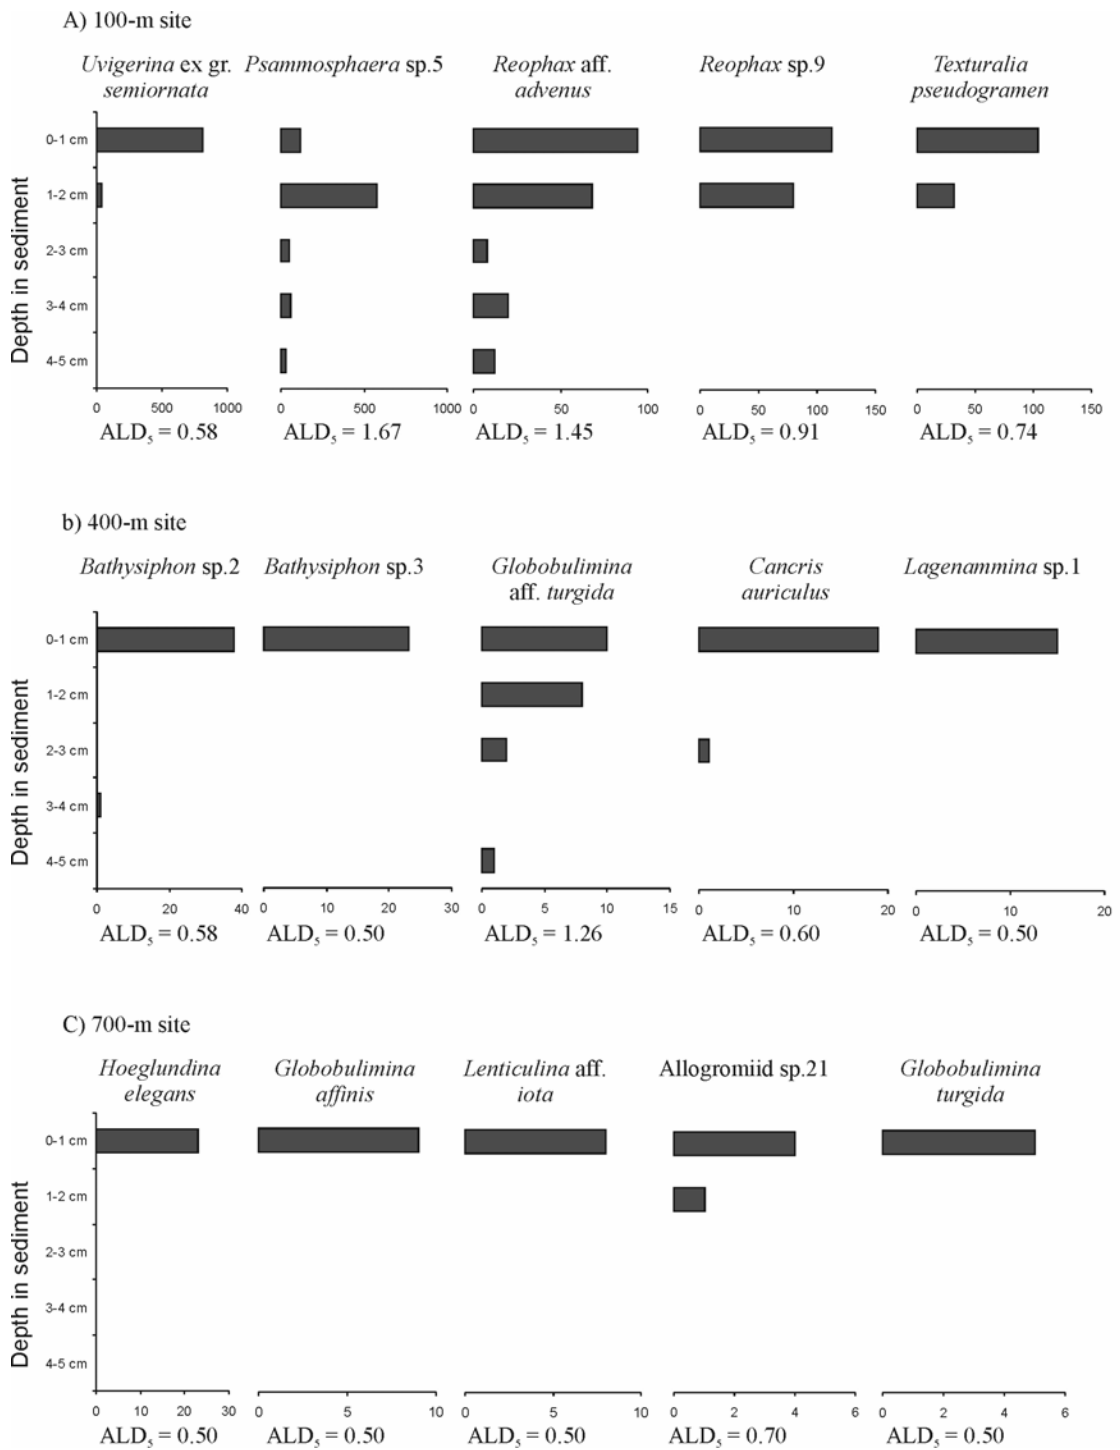 A) 100-m site
Uvigerina ex gr. semiornata
Psammosphaera sp.5
Reophax aff. advenus
Reophax sp.9
Texturalia pseudogramen
Depth in sediment
0-1 cm
1-2 cm
2-3 cm
3-4 cm
4-5 cm
0 500 1000 0 500 1000 0 50 100 0 50 100 150 0 50 100 150
ALD₅ = 0.58 ALD₅ = 1.67 ALD₅ = 1.45 ALD₅ = 0.91 ALD₅ = 0.74
b) 400-m site
Bathysiphon sp.2
Bathysiphon sp.3
Globobulimina aff. turgida
Cancris auriculus
Lagenammina sp.1
Depth in sediment
0-1 cm
1-2 cm
2-3 cm
3-4 cm
4-5 cm
0 20 40 0 10 20 30 0 5 10 15 0 10 20 0 10 20
ALD₅ = 0.58 ALD₅ = 0.50 ALD₅ = 1.26 ALD₅ = 0.60 ALD₅ = 0.50
C) 700-m site
Hoeglundina elegans
Globobulimina affinis
Lenticulina aff. iota
Allogromiid sp.21
Globobulimina turgida
Depth in sediment
0-1 cm
1-2 cm
2-3 cm
3-4 cm
4-5 cm
0 10 20 30 0 5 10 0 5 10 0 2 4 6 0 2 4 6
ALD₅ = 0.50 ALD₅ = 0.50 ALD₅ = 0.50 ALD₅ = 0.70 ALD₅ = 0.50